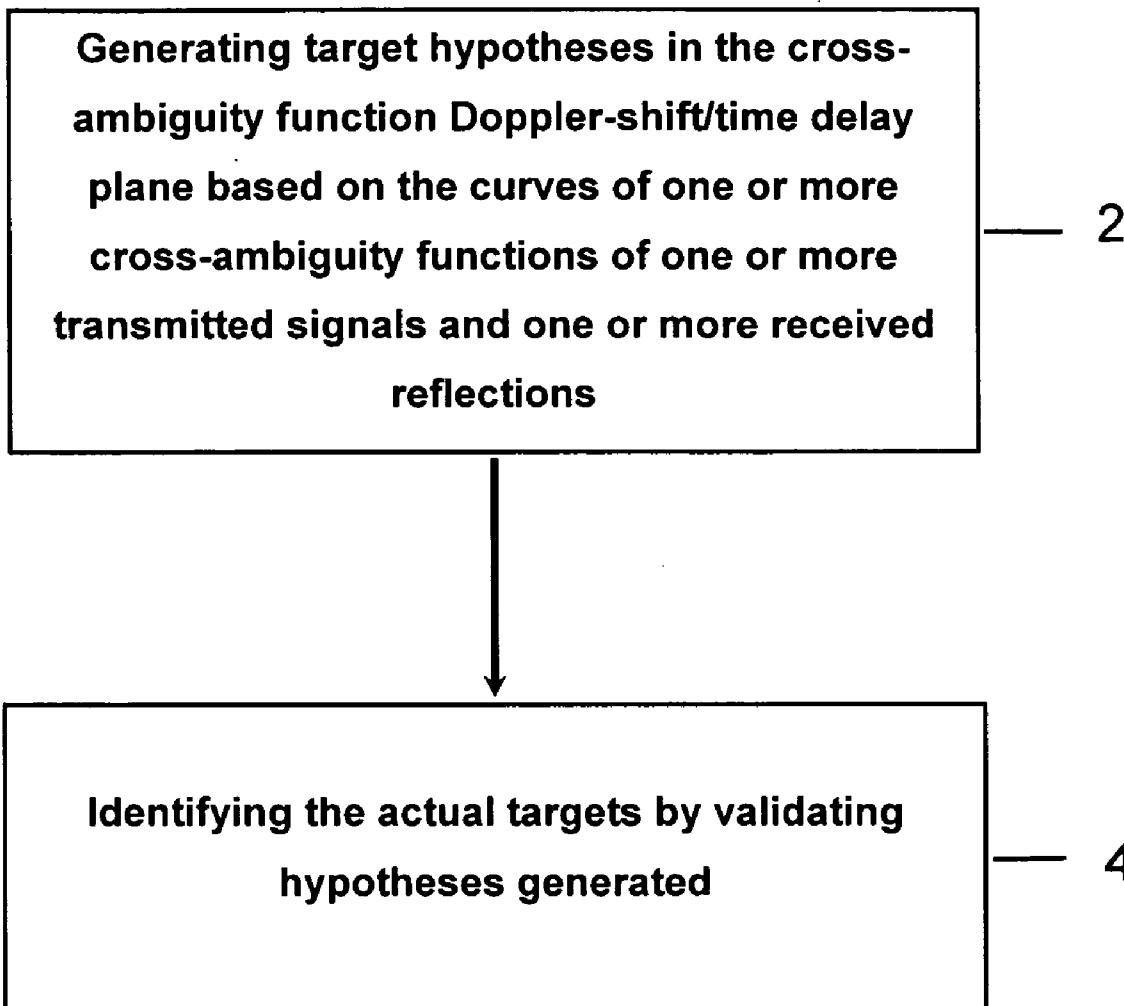 Generating target hypotheses in the cross-
ambiguity function Doppler-shift/time delay
plane based on the curves of one or more
cross-ambiguity functions of one or more
transmitted signals and one or more received
reflections
2
Identifying the actual targets by validating
hypotheses generated
4